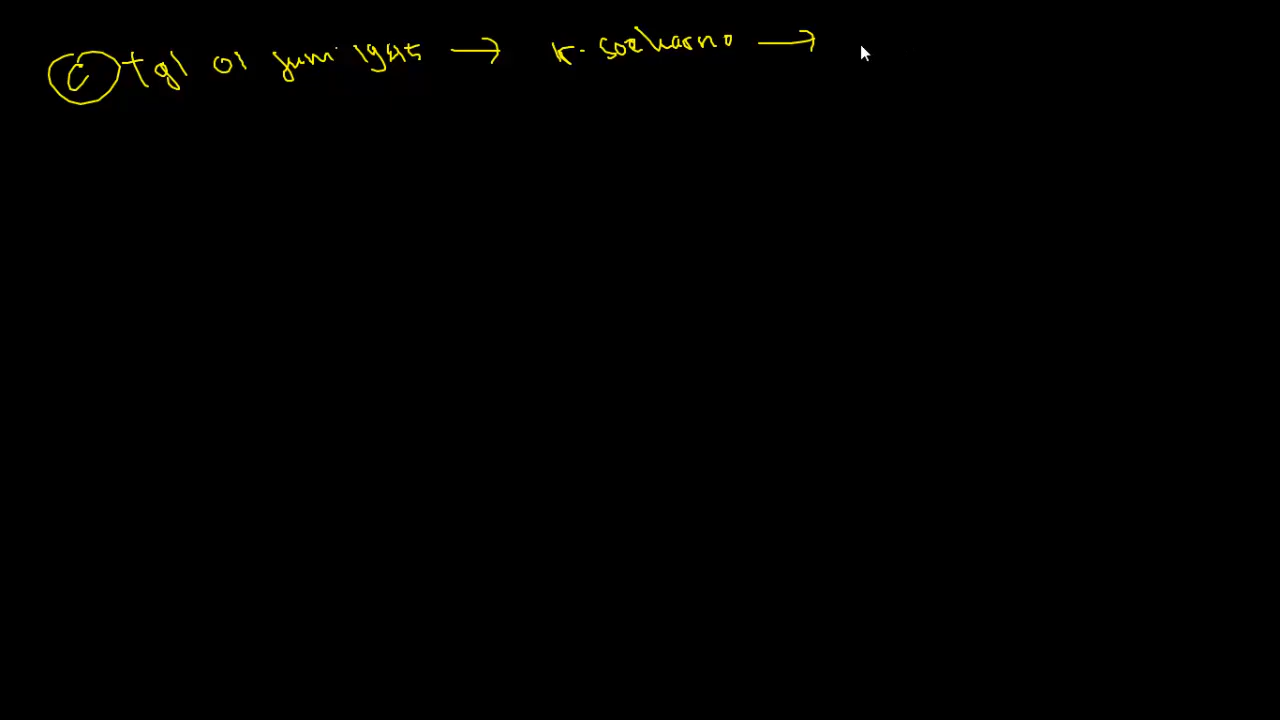 C tgl 01 juni 1945 → Ir. Soekarno →